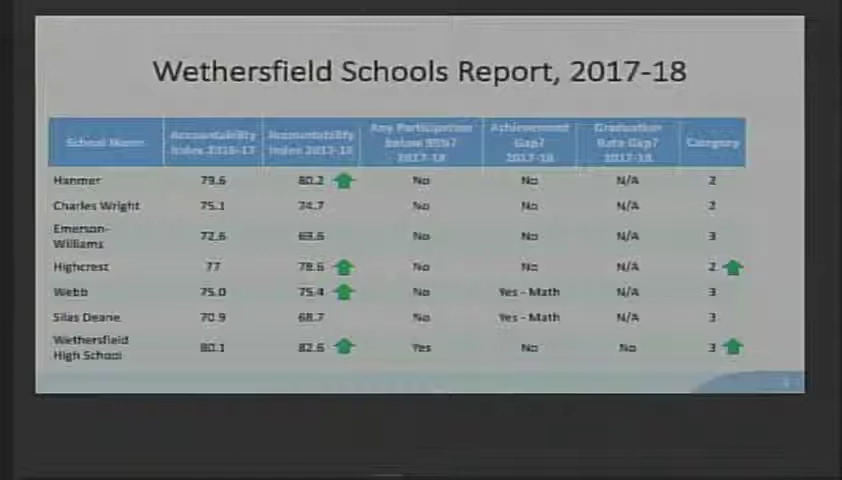 Wethersfield Schools Report, 2017-18
School Name Accountability Index 2016-17 Accountability Index 2017-18 Any Participation below 95%? 2017-18 Achievement Gap? 2017-18 Graduation Rate Gap? 2017-18 Category
Hanmer 79.6 80.2 No No N/A 2
Charles Wright 75.1 74.7 No No N/A 2
Emerson-
Williams 72.6 63.6 No No N/A 3
Highcrest 77 78.6 No No N/A 2
Webb 75.0 75.4 No Yes - Math N/A 3
Silas Deane 70.9 68.7 No Yes - Math N/A 3
Wethersfield
High School 80.1 82.6 Yes No No 3